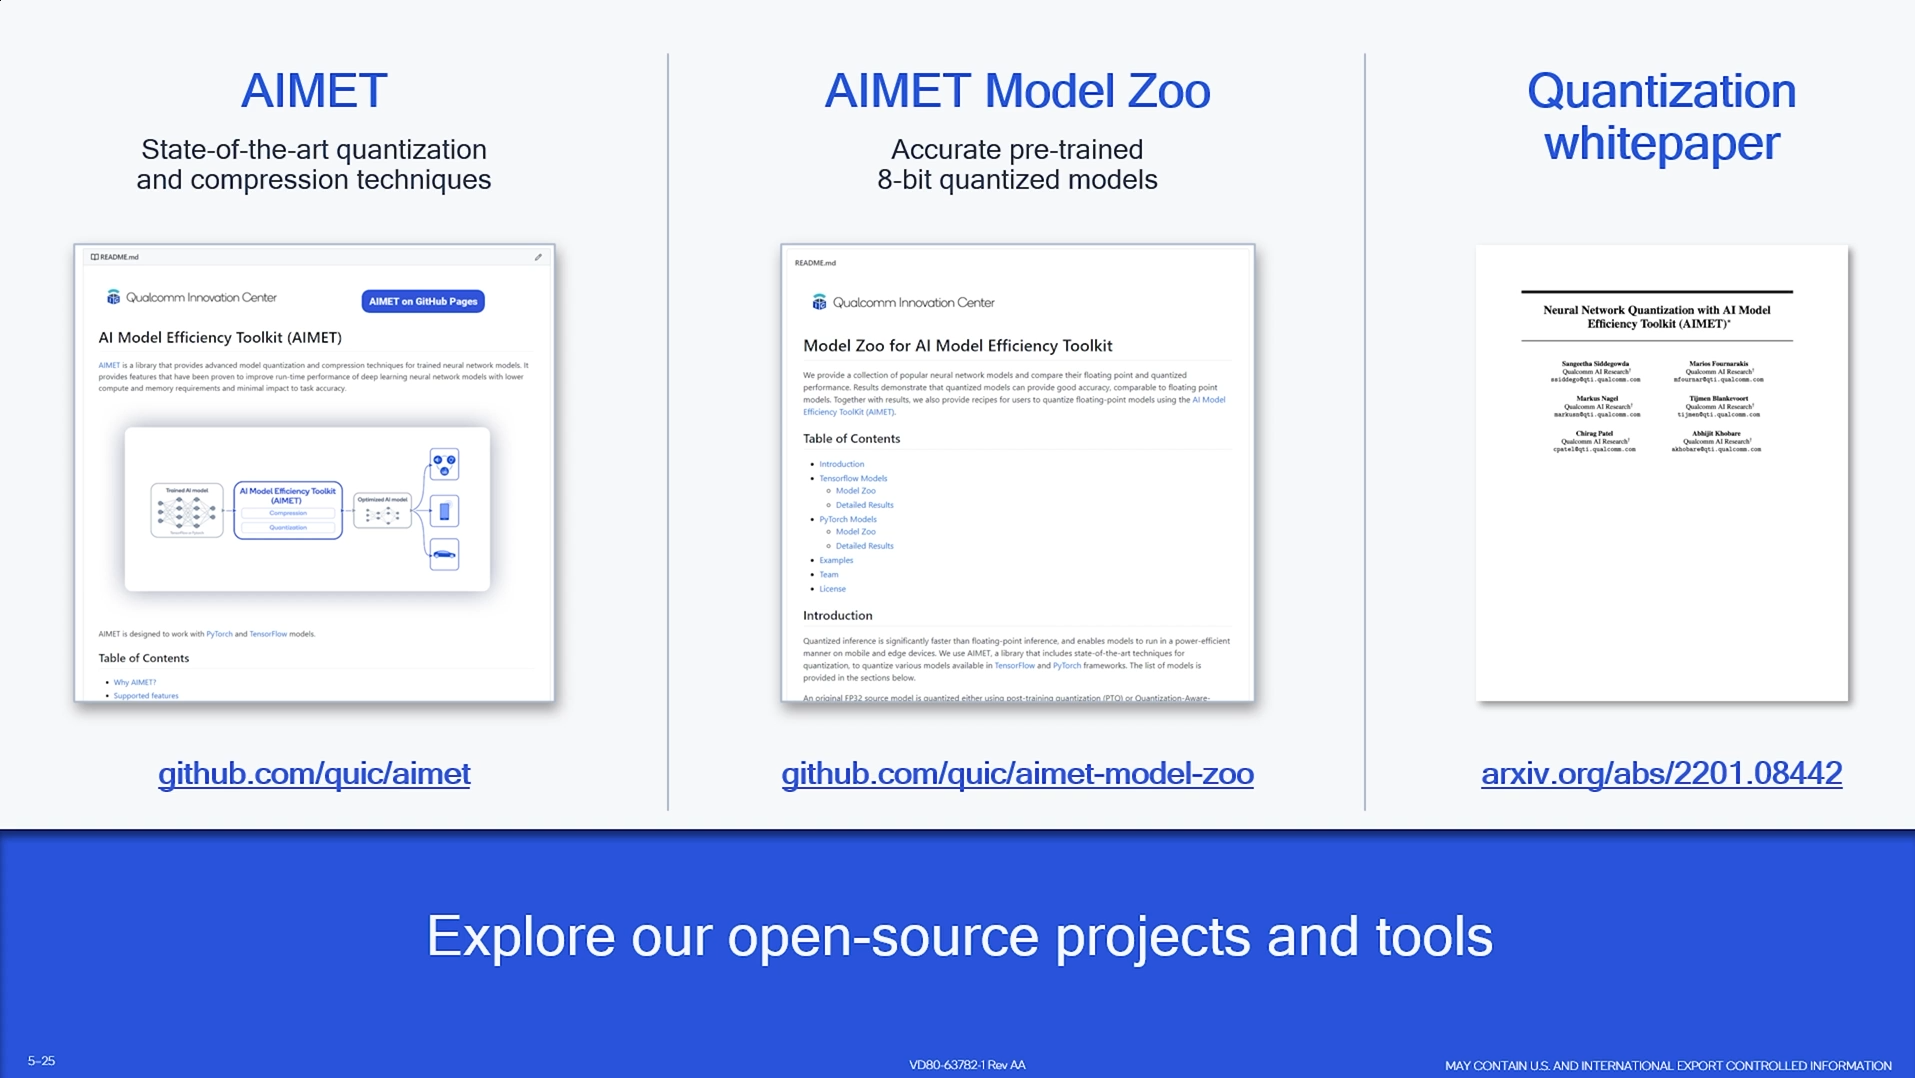 AIMET
State-of-the-art quantization
and compression techniques
README.md
Qualcomm Innovation Center
AIMET on GitHub Pages
AI Model Efficiency Toolkit (AIMET)
AIMET is a library that provides advanced model quantization and compression techniques for trained neural network models. It
provides features that have been proven to improve run-time performance of deep learning neural network models with lower
compute and memory requirements and minimal impact to task accuracy.
Trained AI model
TensorFlow or PyTorch
AI Model Efficiency Toolkit
(AIMET)
Compression
Quantization
Optimized AI model
AIMET is designed to work with PyTorch and TensorFlow models.
Table of Contents
• Why AIMET?
• Supported features
github.com/quic/aimet
AIMET Model Zoo
Accurate pre-trained
8-bit quantized models
README.md
Qualcomm Innovation Center
Model Zoo for AI Model Efficiency Toolkit
We provide a collection of popular neural network models and compare their floating point and quantized
performance. Results demonstrate that quantized models can provide good accuracy, comparable to floating point
models. Together with results, we also provide recipes for users to quantize floating-point models using the AI Model
Efficiency ToolKit (AIMET).
Table of Contents
• Introduction
• Tensorflow Models
○ Model Zoo
○ Detailed Results
• PyTorch Models
○ Model Zoo
○ Detailed Results
• Examples
• Team
• License
Introduction
Quantized inference is significantly faster than floating-point inference, and enables models to run in a power-efficient
manner on mobile and edge devices. We use AIMET, a library that includes state-of-the-art techniques for
quantization, to quantize various models available in TensorFlow and PyTorch frameworks. The list of models is
provided in the sections below.
An original FP32 source model is quantized either using post-training quantization (PTQ) or Quantization-Aware-
github.com/quic/aimet-model-zoo
Quantization
whitepaper
Neural Network Quantization with AI Model
Efficiency Toolkit (AIMET)*
Sangeetha Siddegowda
Qualcomm AI Research†
ssiddego@qti.qualcomm.com
Marios Fournarakis
Qualcomm AI Research†
mfournar@qti.qualcomm.com
Markus Nagel
Qualcomm AI Research†
markusn@qti.qualcomm.com
Tijmen Blankevoort
Qualcomm AI Research†
tijmen@qti.qualcomm.com
Chirag Patel
Qualcomm AI Research†
cpatel@qti.qualcomm.com
Abhijit Khobare
Qualcomm AI Research†
akhobare@qti.qualcomm.com
arxiv.org/abs/2201.08442
Explore our open-source projects and tools
5–25
VD80-63782-1 Rev AA
MAY CONTAIN U.S. AND INTERNATIONAL EXPORT CONTROLLED INFORMATION